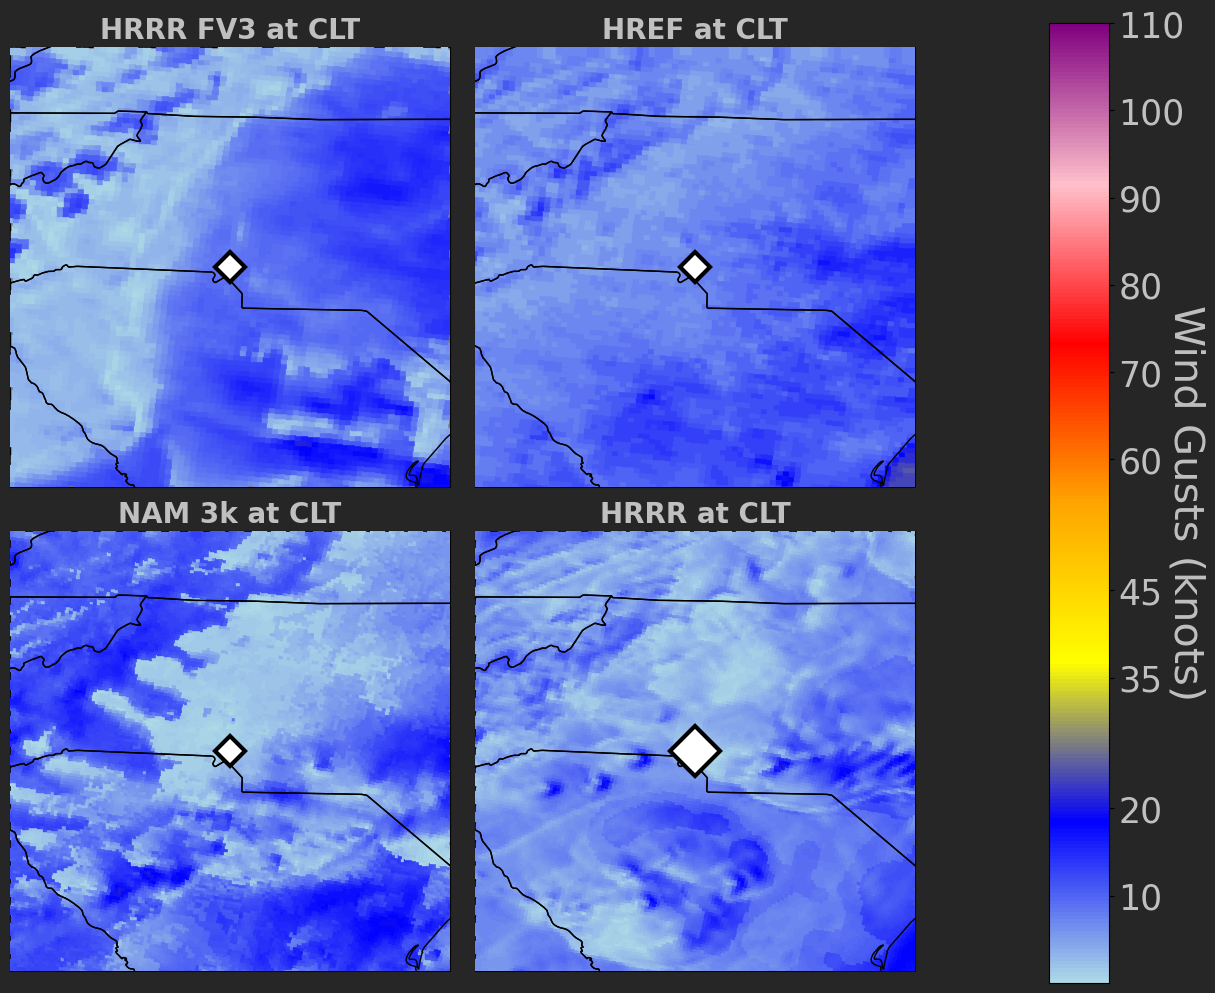 HRRR FV3 at CLT
HREF at CLT
NAM 3k at CLT
HRRR at CLT
110
100
90
80
70
60
45
35
20
10
Wind Gusts (knots)